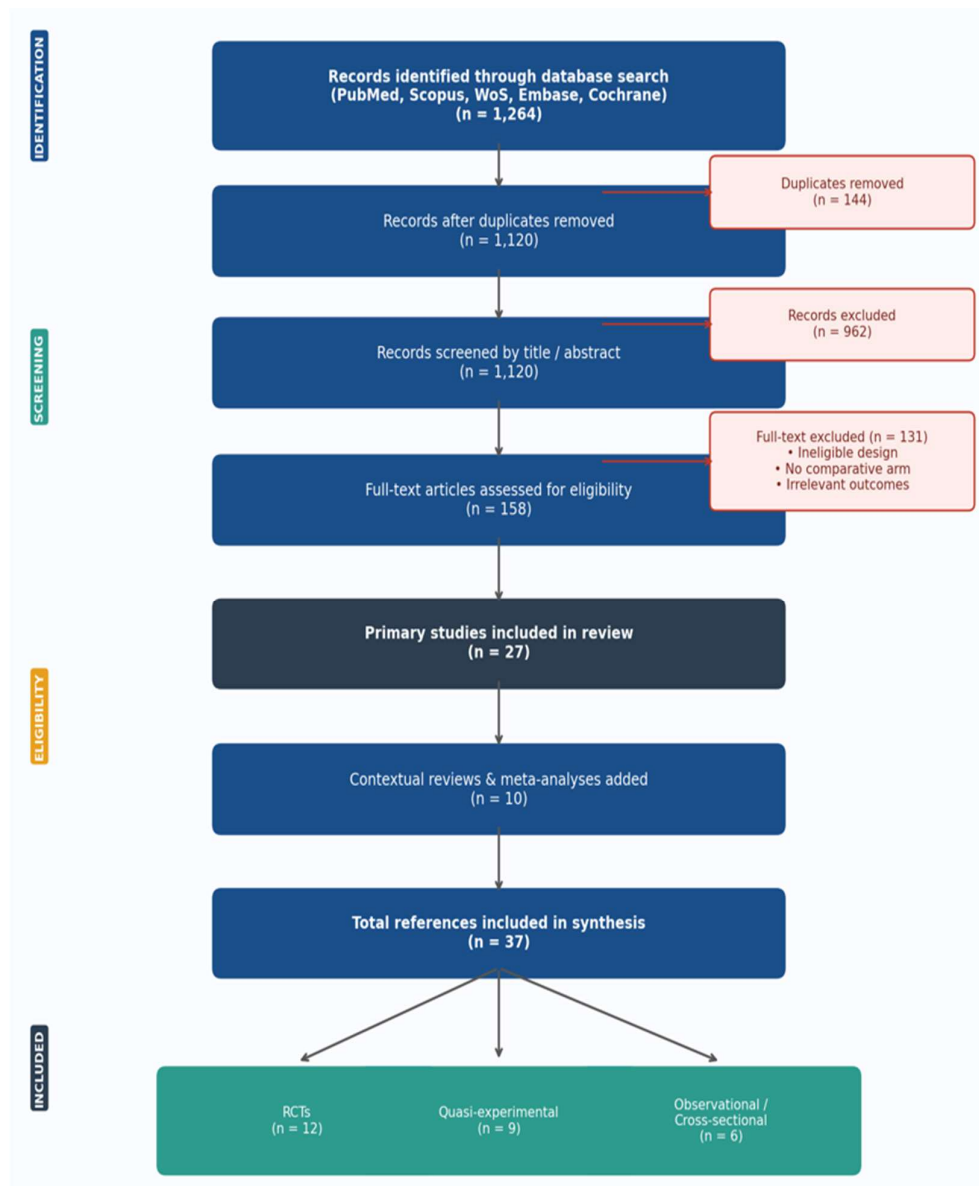 IDENTIFICATION
Records identified through database search
(PubMed, Scopus, WoS, Embase, Cochrane)
(n = 1,264)
Duplicates removed
(n = 144)
Records after duplicates removed
(n = 1,120)
Records excluded
(n = 962)
SCREENING
Records screened by title / abstract
(n = 1,120)
Full-text excluded (n = 131)
• Ineligible design
• No comparative arm
• Irrelevant outcomes
Full-text articles assessed for eligibility
(n = 158)
Primary studies included in review
(n = 27)
ELIGIBILITY
Contextual reviews & meta-analyses added
(n = 10)
Total references included in synthesis
(n = 37)
INCLUDED
RCTs
(n = 12)
Quasi-experimental
(n = 9)
Observational /
Cross-sectional
(n = 6)